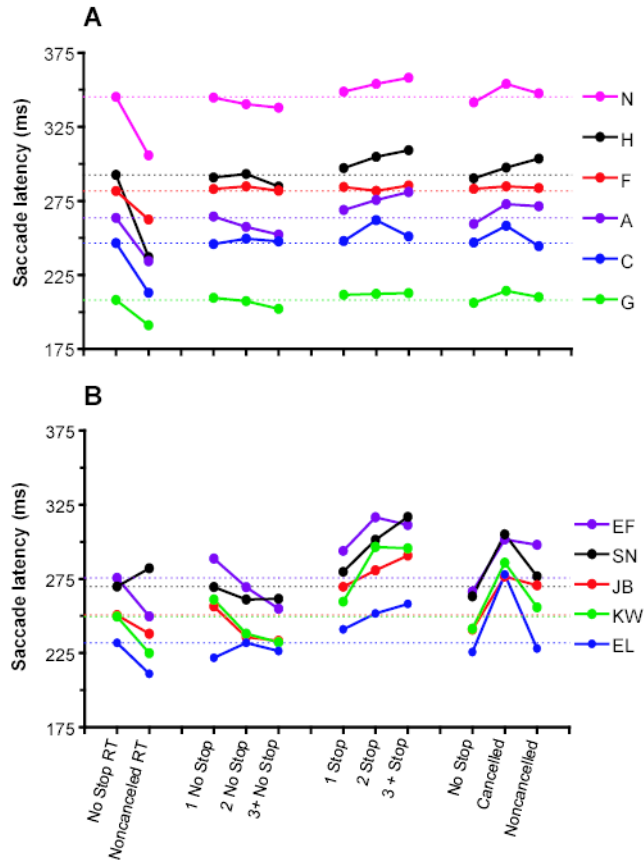 A
Saccade latency (ms)
375
325
275
225
175
N
H
F
A
C
G
B
Saccade latency (ms)
375
325
275
225
175
EF
SN
JB
KW
EL
No Stop RT
Noncanceled RT
1 No Stop
2 No Stop
3+ No Stop
1 Stop
2 Stop
3 + Stop
No Stop
Cancelled
Noncancelled